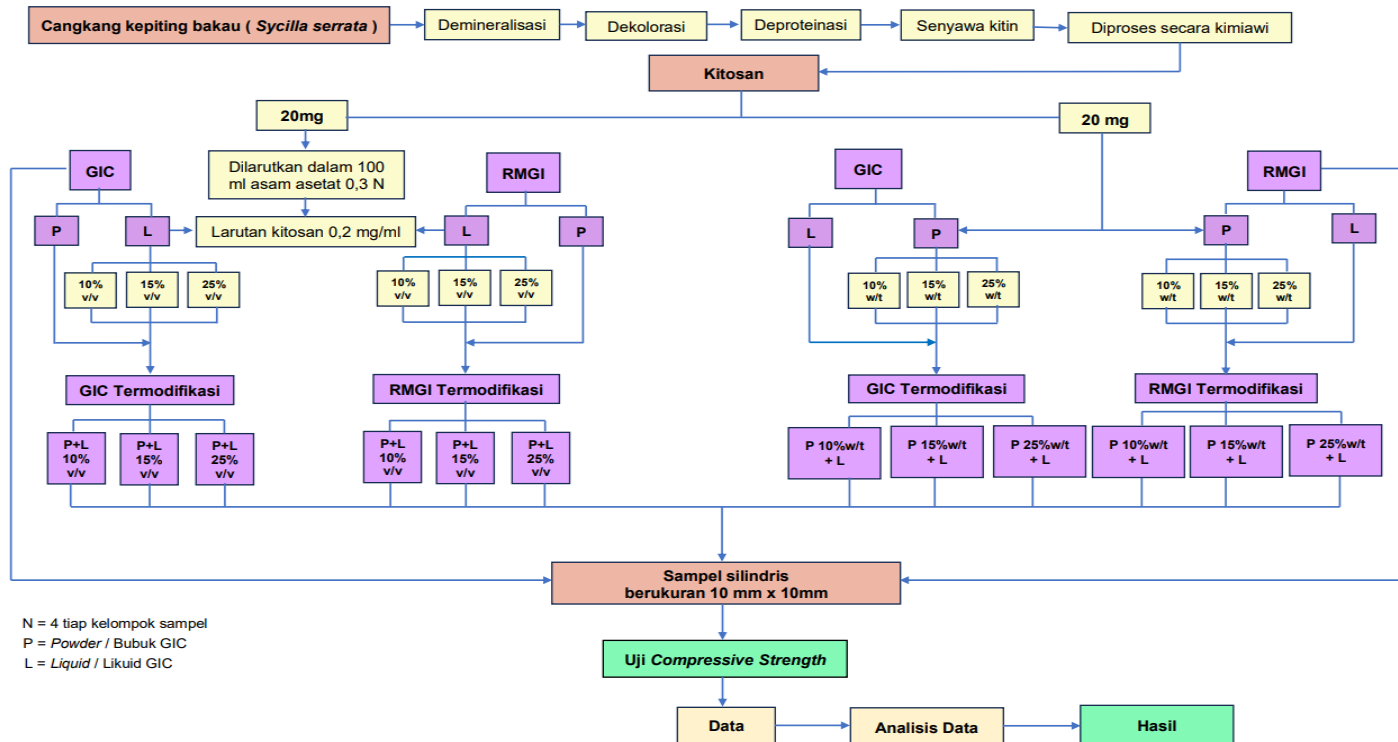 Cangkang kepiting bakau ( Sycilla serrata )
Demineralisasi
Dekolorasi
Deproteinasi
Senyawa kitin
Diproses secara kimiawi
Kitosan
20mg
20 mg
Dilarutkan dalam 100
ml asam asetat 0,3 N
GIC
RMGI
GIC
RMGI
P
L
Larutan kitosan 0,2 mg/ml
L
P
L
P
P
L
10%
v/v
15%
v/v
25%
v/v
10%
v/v
15%
v/v
25%
v/v
10%
w/t
15%
w/t
25%
w/t
10%
w/t
15%
w/t
25%
w/t
GIC Termodifikasi
RMGI Termodifikasi
GIC Termodifikasi
RMGI Termodifikasi
P+L
10%
v/v
P+L
15%
v/v
P+L
25%
v/v
P+L
10%
v/v
P+L
15%
v/v
P+L
25%
v/v
P 10%w/t
+ L
P 15%w/t
+ L
P 25%w/t
+ L
P 10%w/t
+ L
P 15%w/t
+ L
P 25%w/t
+ L
Sampel silindris
berukuran 10 mm x 10mm
N = 4 tiap kelompok sampel
P = Powder / Bubuk GIC
L = Liquid / Likuid GIC
Uji Compressive Strength
Data
Analisis Data
Hasil